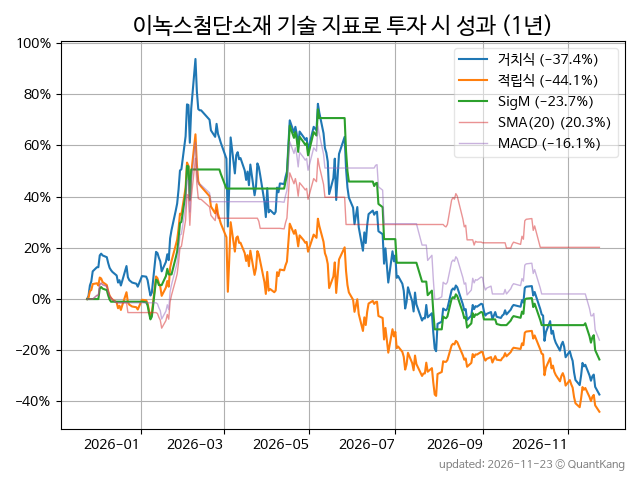 이녹스첨단소재 기술 지표로 투자 시 성과 (1년)
100%
80%
60%
40%
20%
0%
−20%
−40%
거치식 (−37.4%)
적립식 (−44.1%)
SigM (−23.7%)
SMA(20) (20.3%)
MACD (−16.1%)
2026-01 2026-03 2026-05 2026-07 2026-09 2026-11
updated: 2026-11-23 ⓒ QuantKang